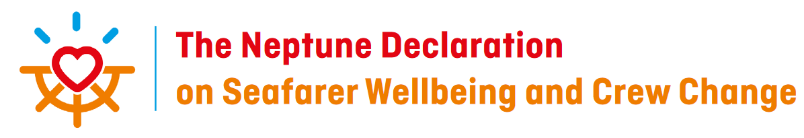 The Neptune Declaration
on Seafarer Wellbeing and Crew Change